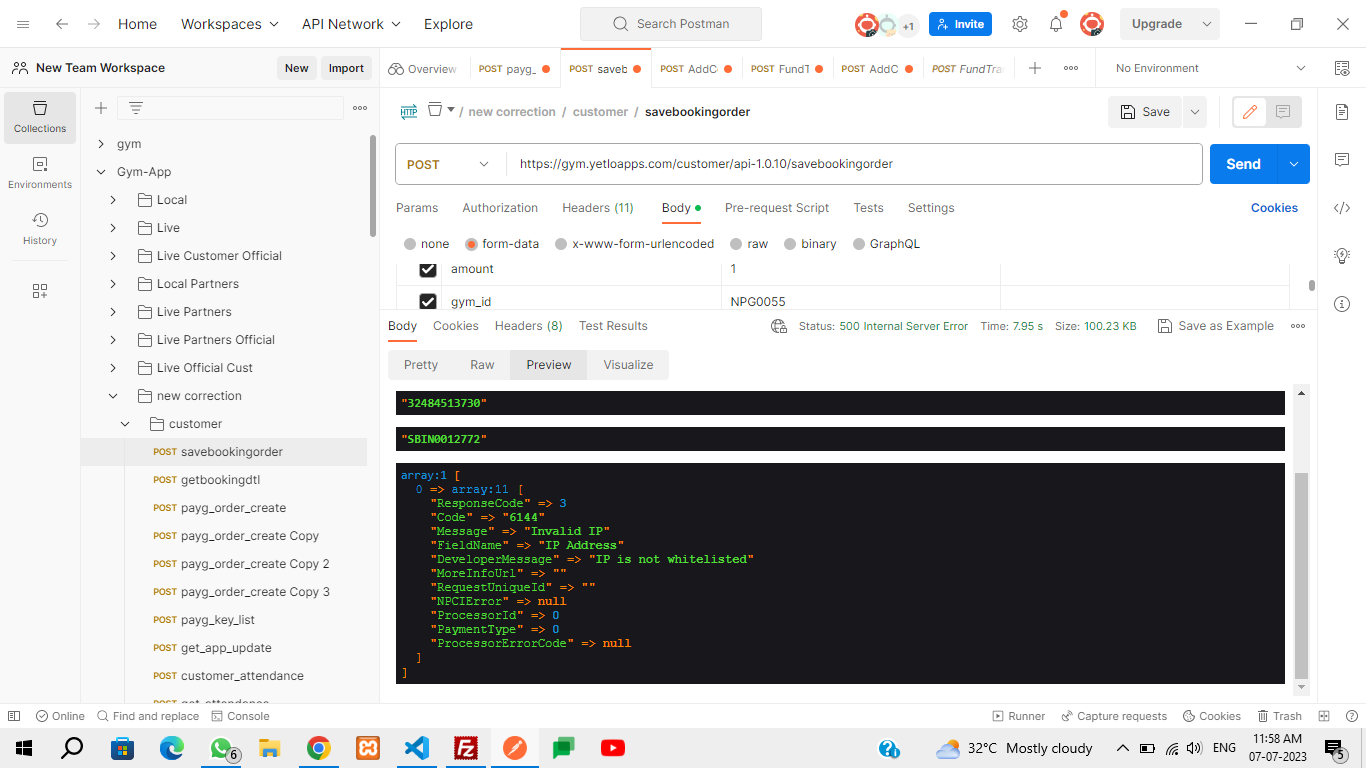 Home
Workspaces
API Network
Explore
Search Postman
+1
Invite
Upgrade
New Team Workspace
New
Import
Overview
POST payg_
POST saveb
POST AddC
POST FundT
POST AddC
POST FundTra
No Environment
Collections
Environments
History
gym
Gym-App
Local
Live
Live Customer Official
Local Partners
Live Partners
Live Partners Official
Live Official Cust
new correction
customer
POST savebookingorder
POST getbookingdtl
POST payg_order_create
POST payg_order_create Copy
POST payg_order_create Copy 2
POST payg_order_create Copy 3
POST payg_key_list
POST get_app_update
POST customer_attendance
POST get_attendance
HTTP
/ new correction / customer / savebookingorder
Save
POST
https://gym.yetloapps.com/customer/api-1.0.10/savebookingorder
Send
Params
Authorization
Headers (11)
Body
Pre-request Script
Tests
Settings
Cookies
none
form-data
x-www-form-urlencoded
raw
binary
GraphQL
amount 1
gym_id NPG0055
Body
Cookies
Headers (8)
Test Results
Status: 500 Internal Server Error
Time: 7.95 s
Size: 100.23 KB
Save as Example
Pretty
Raw
Preview
Visualize
"32484513730"
"SBIN0012772"
array:1 [
0 => array:11 [
"ResponseCode" => 3
"Code" => "6144"
"Message" => "Invalid IP"
"FieldName" => "IP Address"
"DeveloperMessage" => "IP is not whitelisted"
"MoreInfoUrl" => ""
"RequestUniqueId" => ""
"NPCIError" => null
"ProcessorId" => 0
"PaymentType" => 0
"ProcessorErrorCode" => null
]
]
Online
Find and replace
Console
Runner
Capture requests
Cookies
Trash
6
32°C Mostly cloudy
ENG
11:58 AM
07-07-2023
5